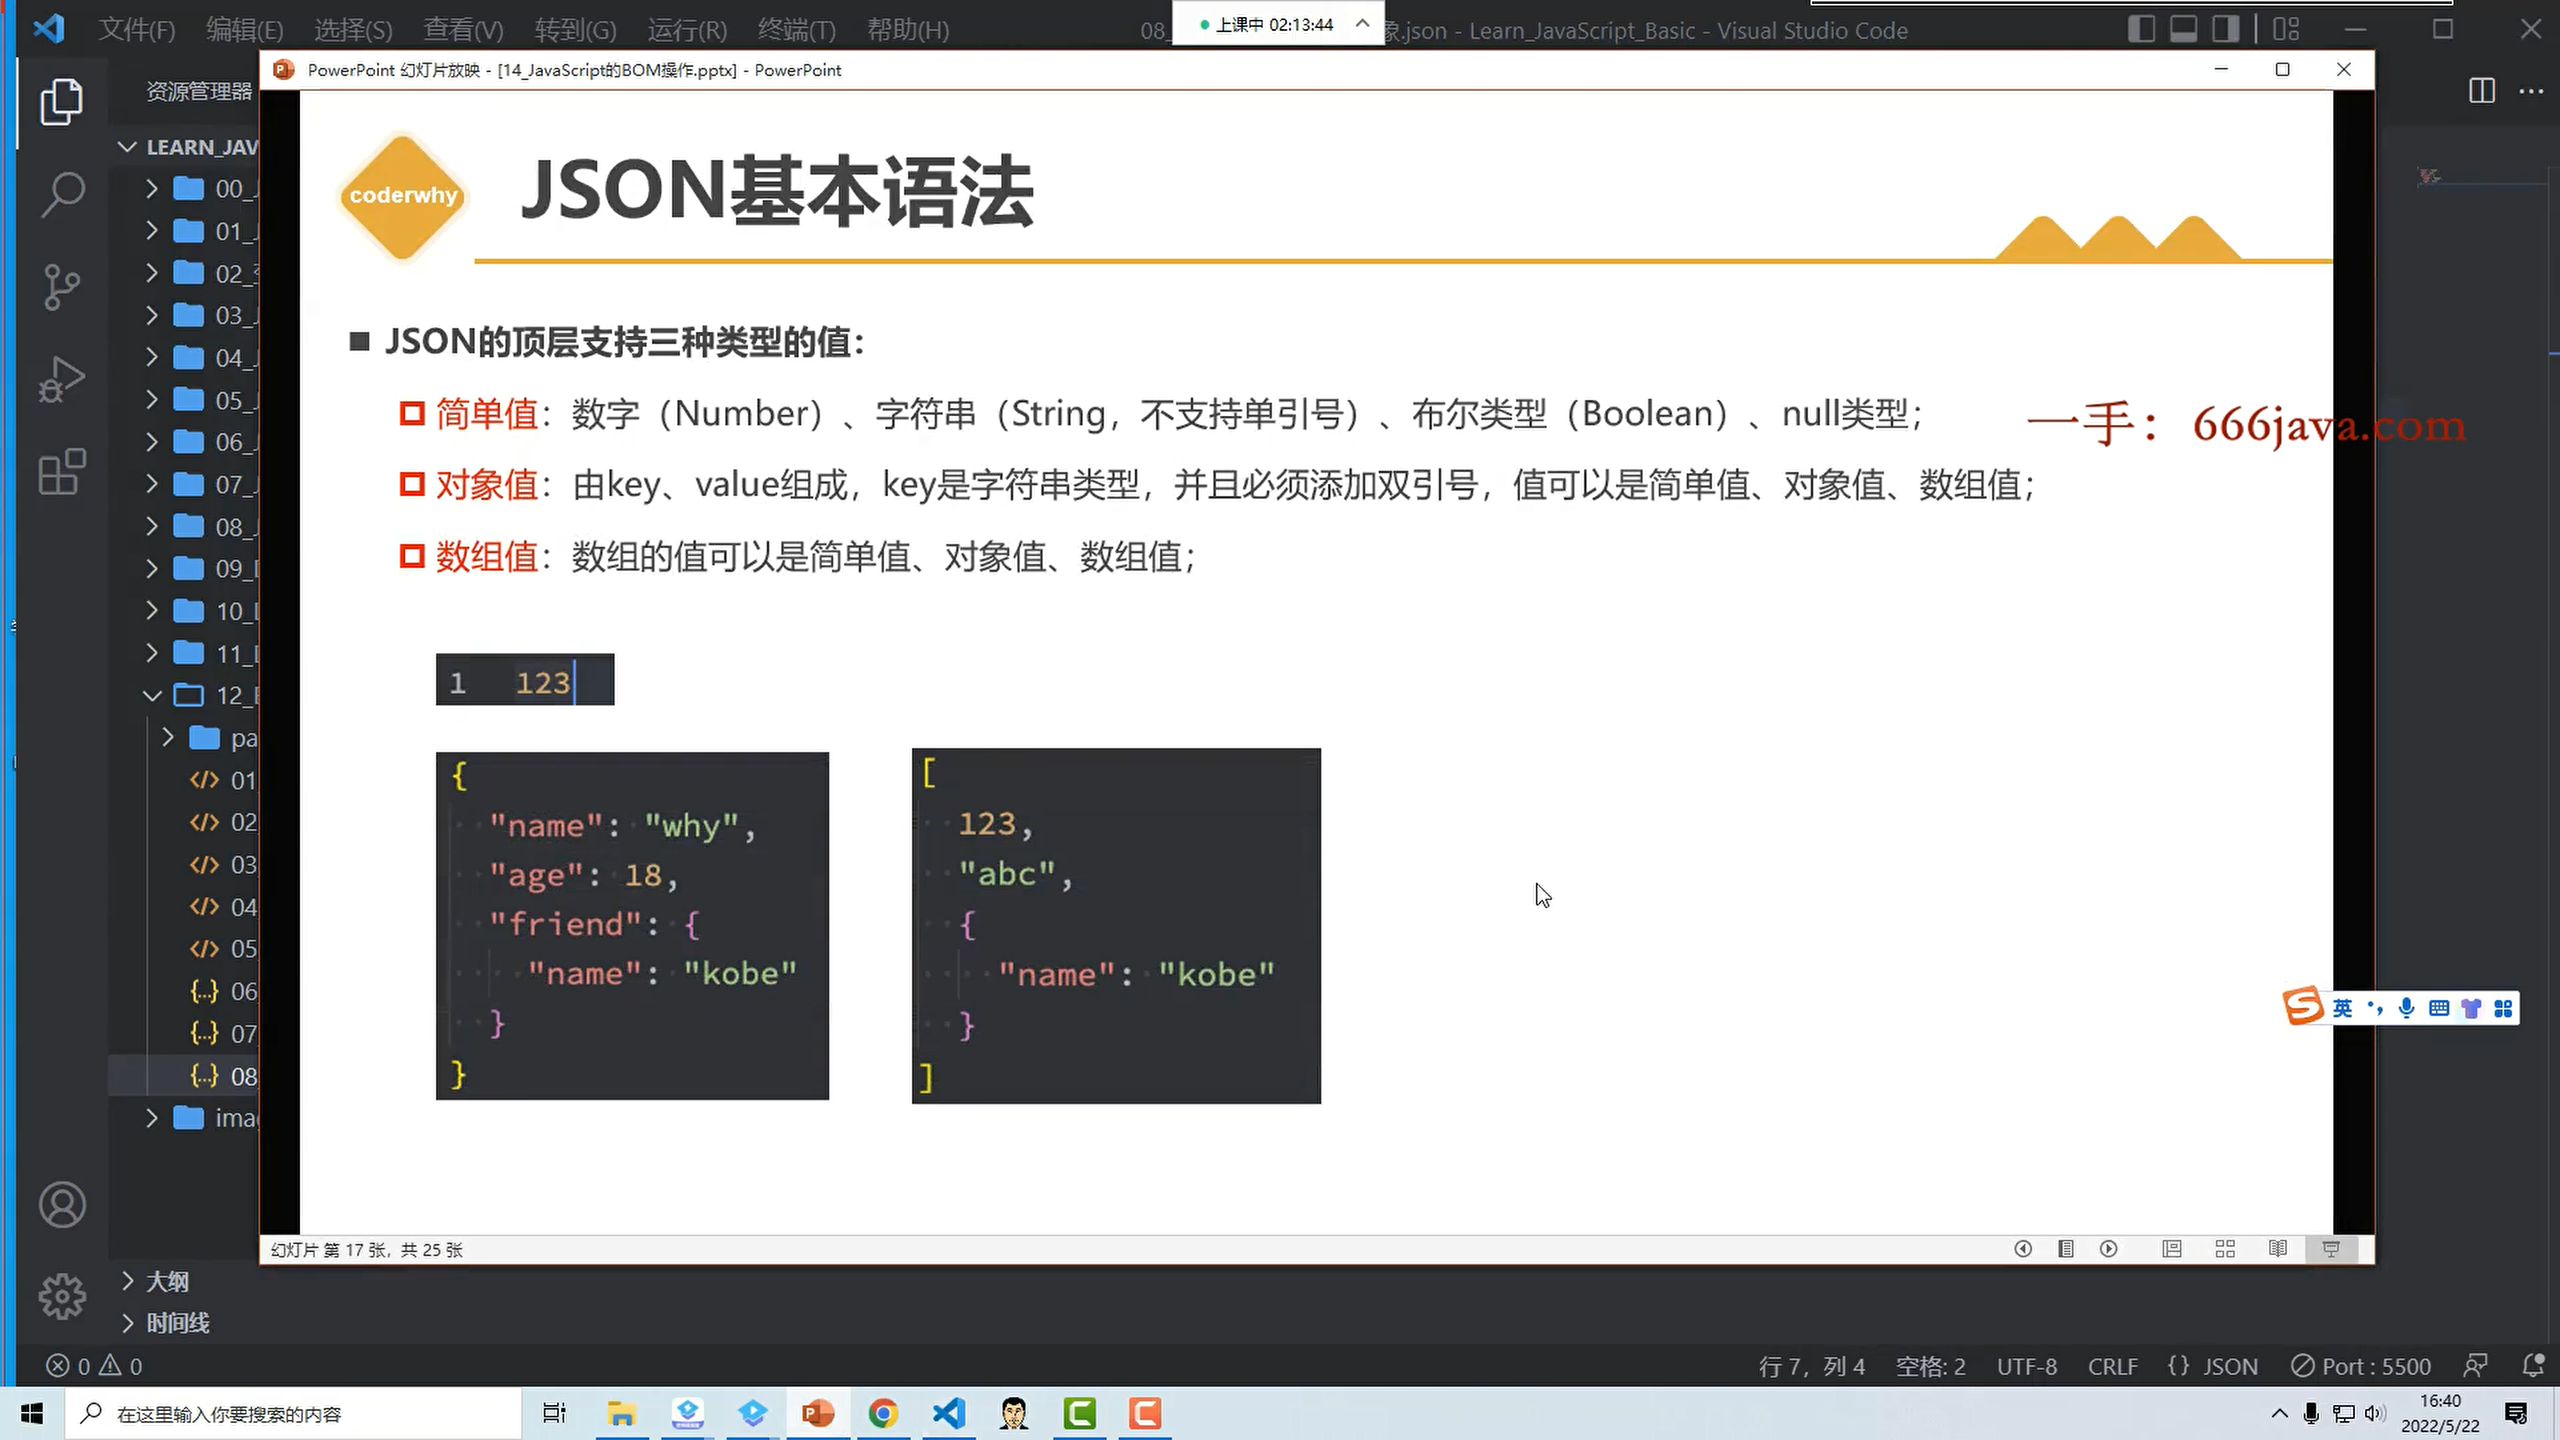 文件(F) 编辑(E) 选择(S) 查看(V) 转到(G) 运行(R) 终端(T) 帮助(H)
08_
上课中 02:13:44
象.json - Learn_JavaScript_Basic - Visual Studio Code
PowerPoint 幻灯片放映 - [14_JavaScript的BOM操作.pptx] - PowerPoint
资源管理器
LEARN_JAV
00_J
01_J
02_
03_J
04_J
05_J
06_J
07_J
08_J
09_D
10_D
11_D
12_B
pa
01
02
03
04
05
06
07
08
ima
大纲
时间线
coderwhy
JSON基本语法
JSON的顶层支持三种类型的值：
简单值：数字（Number）、字符串（String，不支持单引号）、布尔类型（Boolean）、null类型；
一手：666java.com
对象值：由key、value组成，key是字符串类型，并且必须添加双引号，值可以是简单值、对象值、数组值；
数组值：数组的值可以是简单值、对象值、数组值；
1 123
{
"name": "why",
"age": 18,
"friend": {
"name": "kobe"
}
}
[
123,
"abc",
{
"name": "kobe"
}
]
英
幻灯片 第 17 张，共 25 张
0 0
行 7，列 4 空格: 2 UTF-8 CRLF {} JSON Port : 5500
在这里输入你要搜索的内容
16:40
2022/5/22